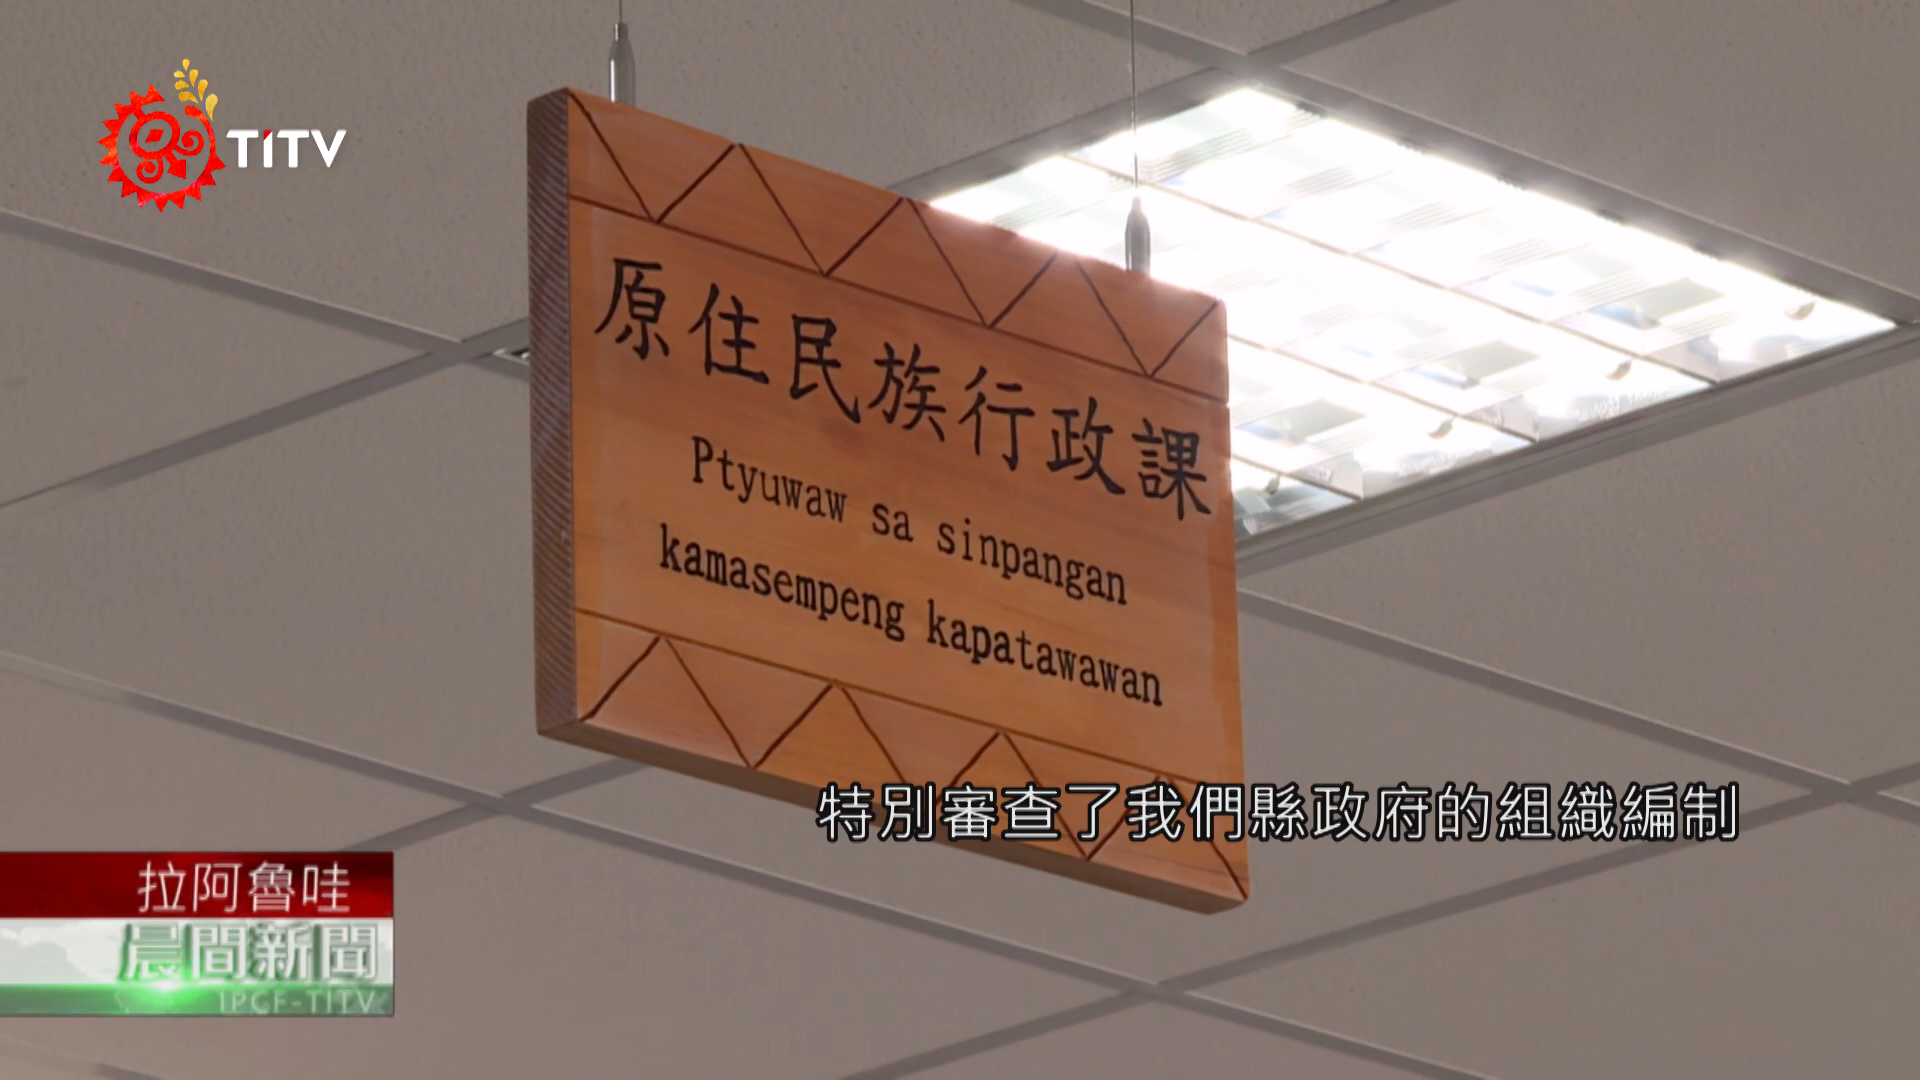 TITV
原住民族行政課
Ptyuwaw sa sinpangan
kamasempeng kapatawawan
特別審查了我們縣政府的組織編制
拉阿魯哇
晨間新聞
IPCF-TITV